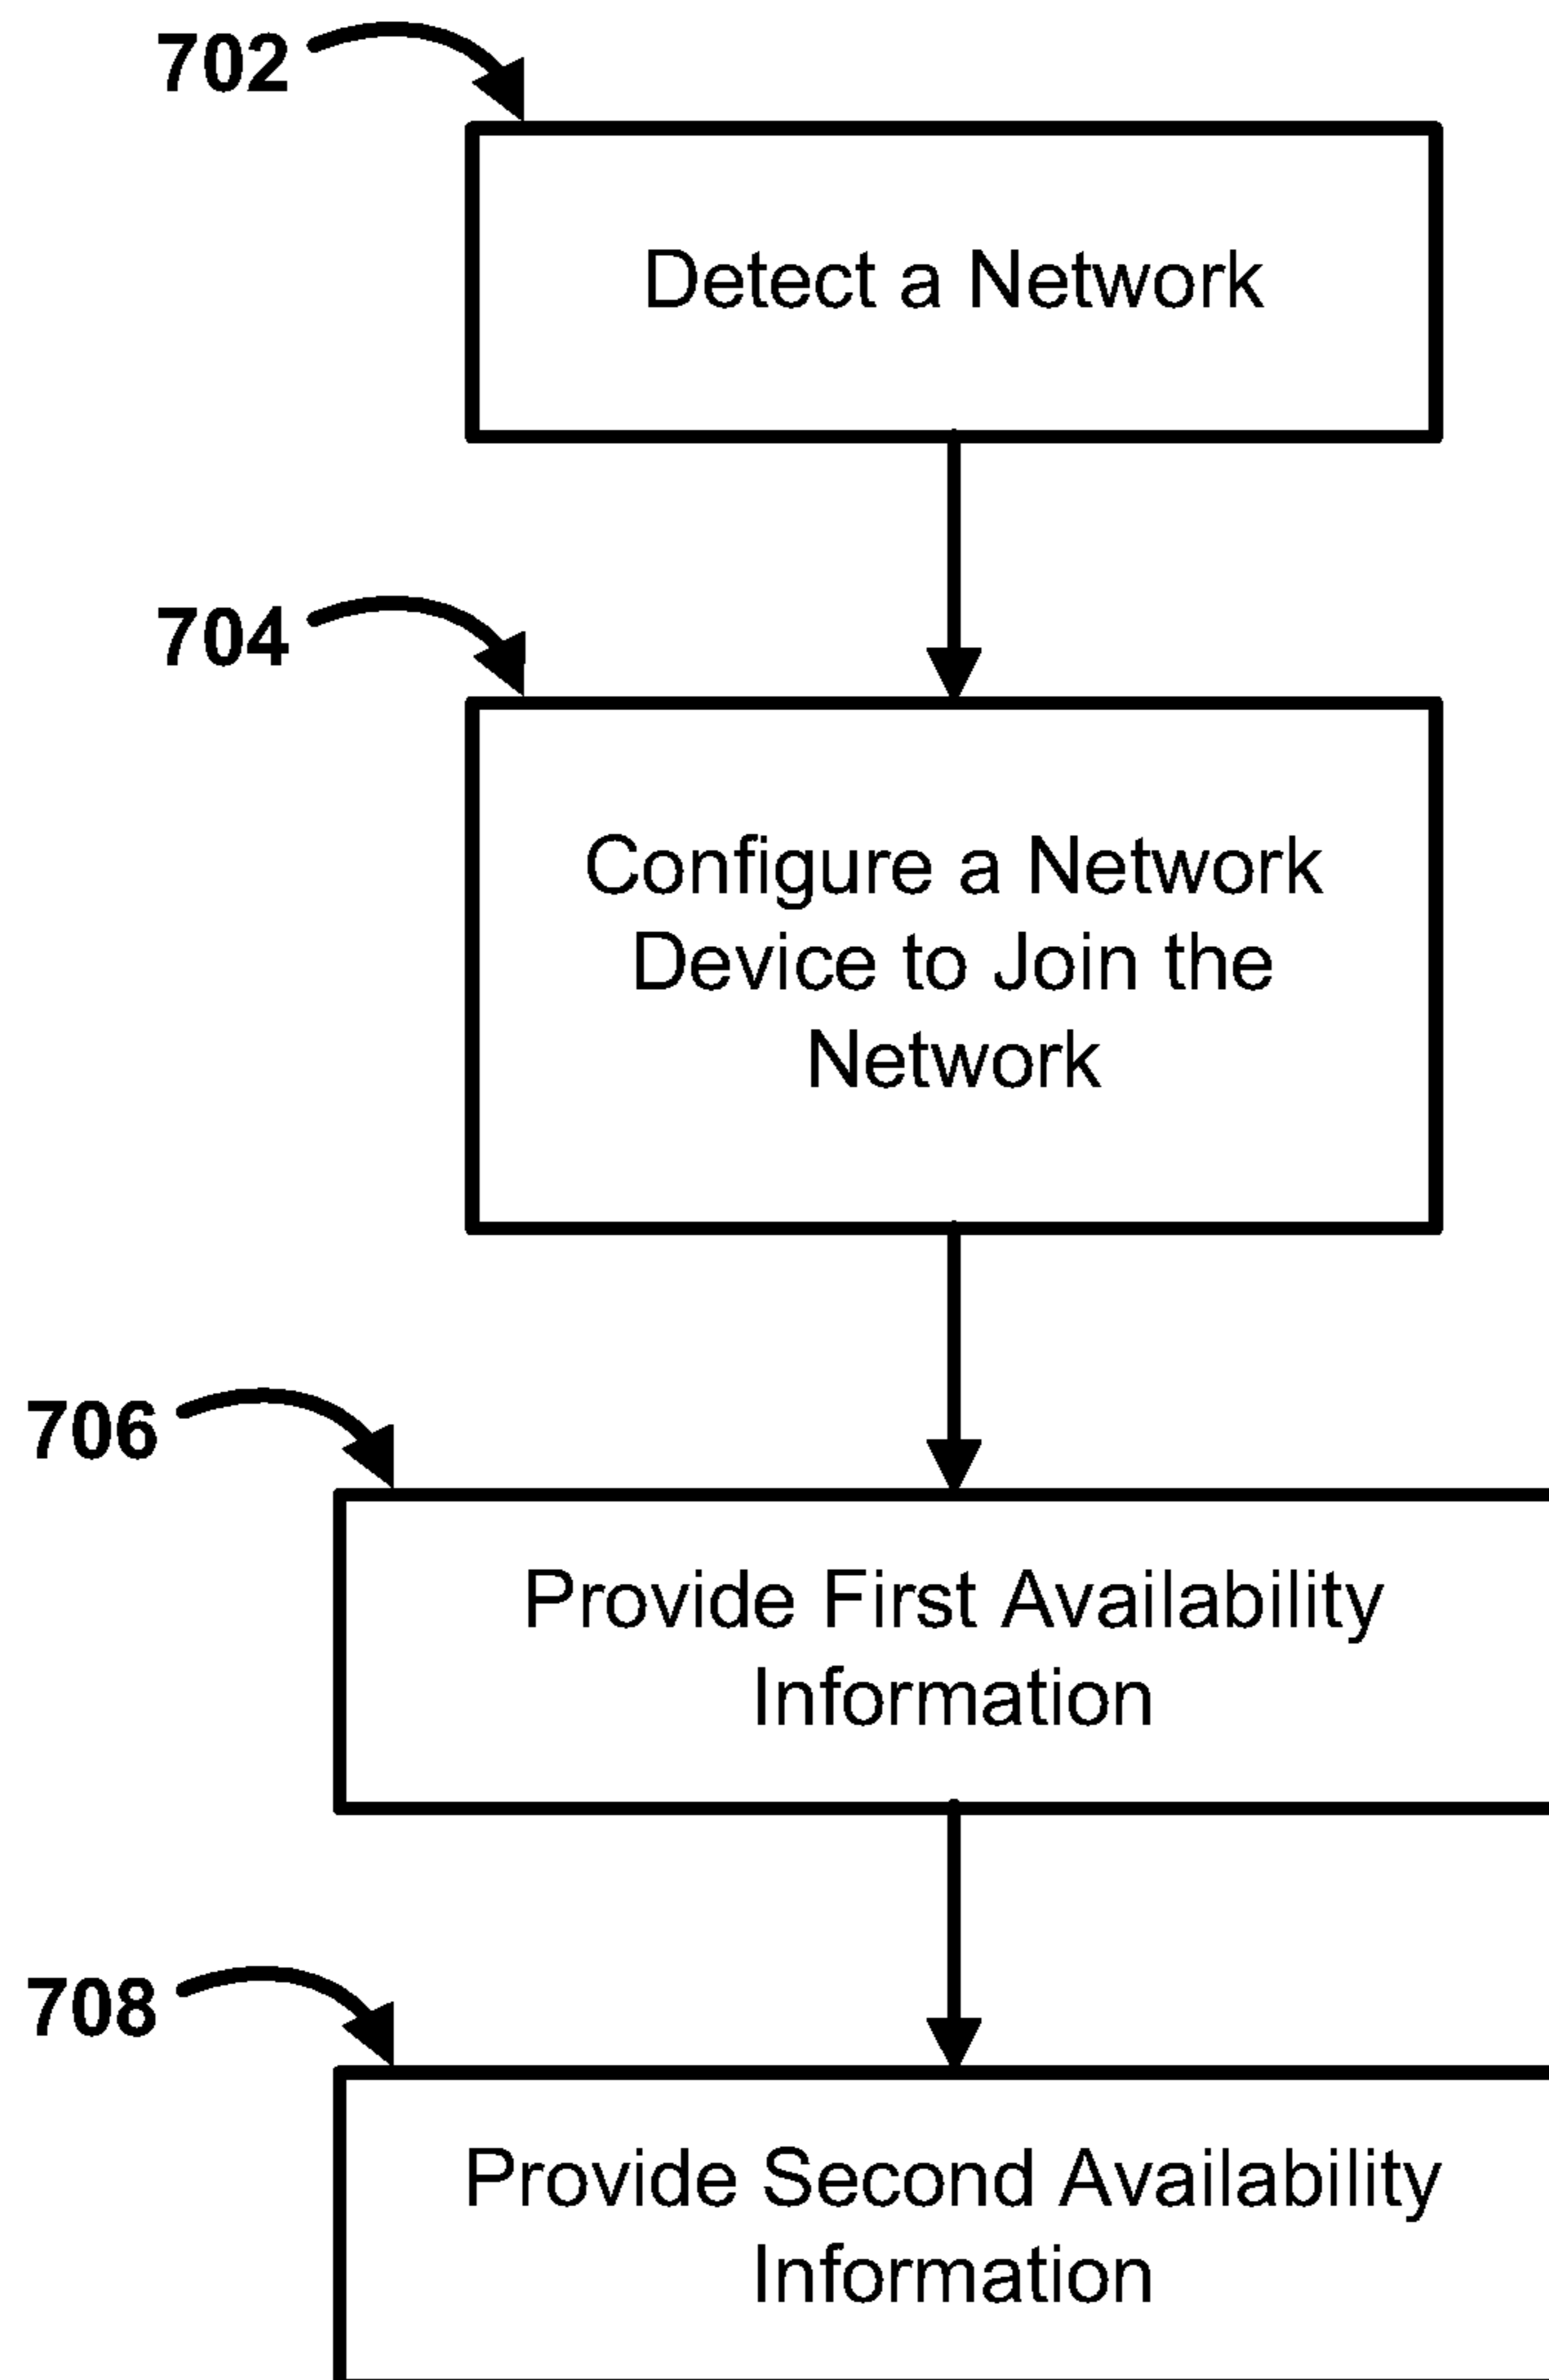 702
Detect a Network
704
Configure a Network
Device to Join the
Network
706
Provide First Availability
Information
708
Provide Second Availability
Information